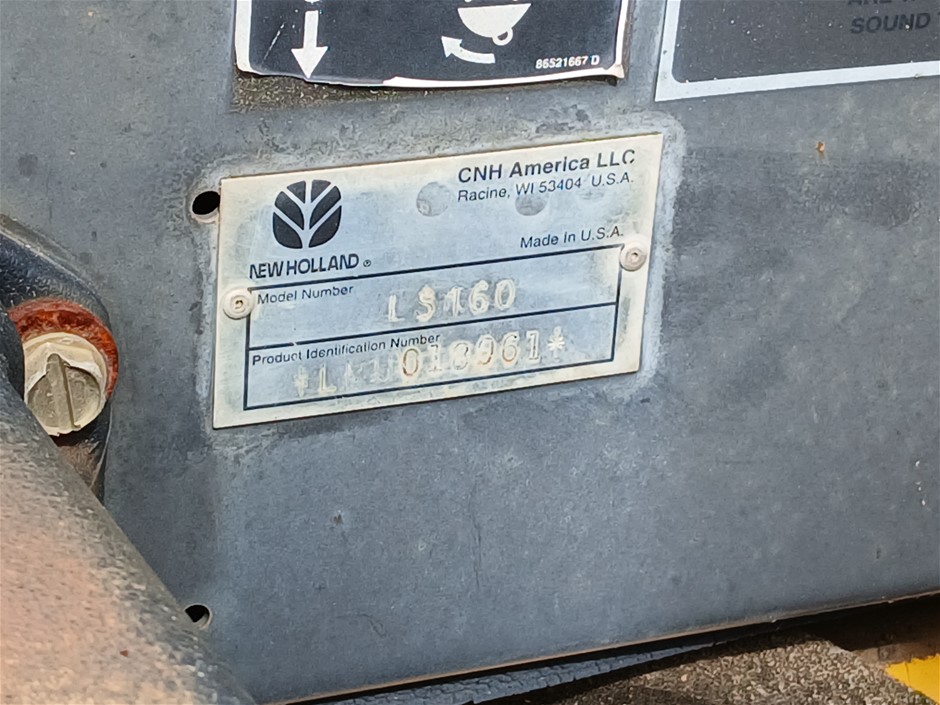 86521667 D
SOUND
CNH America LLC
Racine, WI 53404 U.S.A.
Made in U.S.A.
NEW HOLLAND ®
Model Number
LS160
Product Identification Number